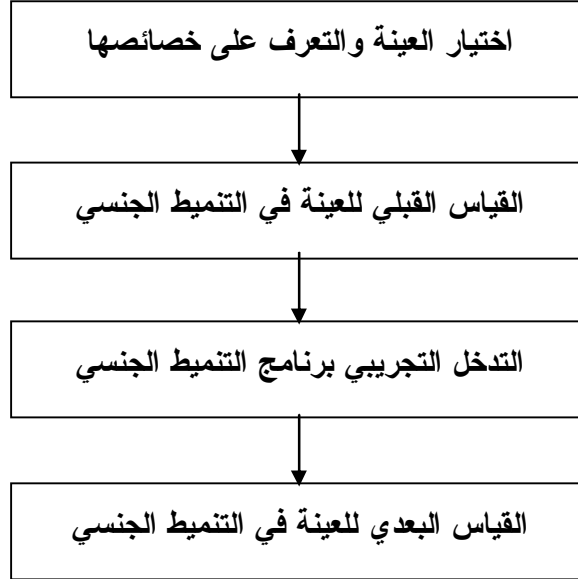 اختيار العينة والتعرف على خصائصها
القياس القبلي للعينة في التنميط الجنسي
التدخل التجريبي برنامج التنميط الجنسي
القياس البعدي للعينة في التنميط الجنسي